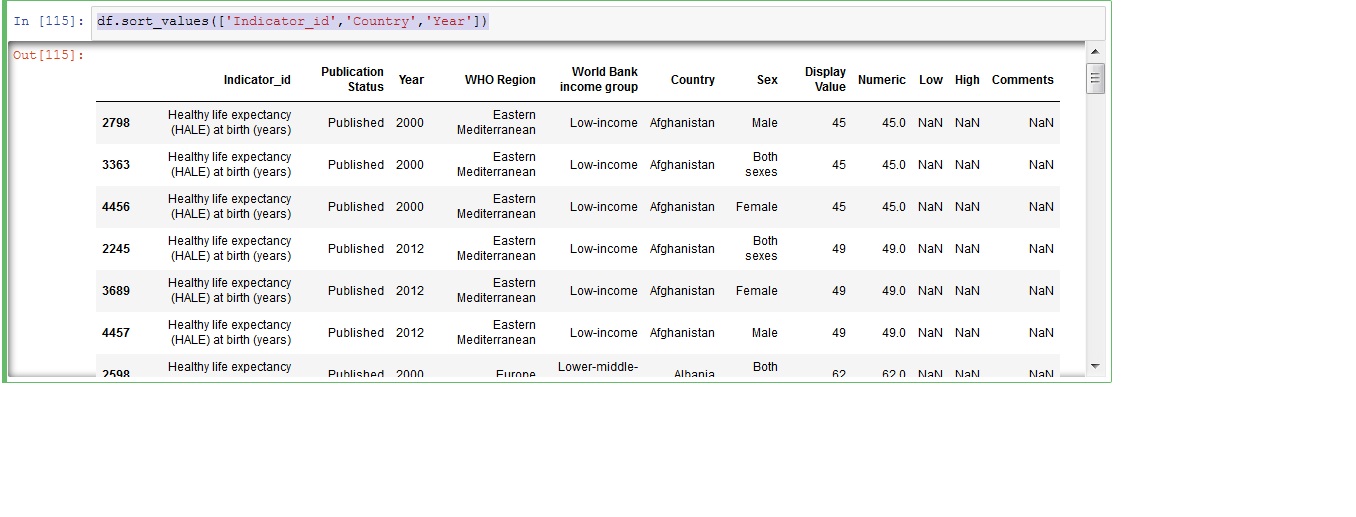 In [115]: df.sort_values(['Indicator_id','Country','Year'])
Out[115]:
Indicator_id Publication Status Year WHO Region World Bank income group Country Sex Display Value Numeric Low High Comments
2798 Healthy life expectancy (HALE) at birth (years) Published 2000 Eastern Mediterranean Low-income Afghanistan Male 45 45.0 NaN NaN NaN
3363 Healthy life expectancy (HALE) at birth (years) Published 2000 Eastern Mediterranean Low-income Afghanistan Both sexes 45 45.0 NaN NaN NaN
4456 Healthy life expectancy (HALE) at birth (years) Published 2000 Eastern Mediterranean Low-income Afghanistan Female 45 45.0 NaN NaN NaN
2245 Healthy life expectancy (HALE) at birth (years) Published 2012 Eastern Mediterranean Low-income Afghanistan Both sexes 49 49.0 NaN NaN NaN
3689 Healthy life expectancy (HALE) at birth (years) Published 2012 Eastern Mediterranean Low-income Afghanistan Female 49 49.0 NaN NaN NaN
4457 Healthy life expectancy (HALE) at birth (years) Published 2012 Eastern Mediterranean Low-income Afghanistan Male 49 49.0 NaN NaN NaN
2598 Healthy life expectancy Published 2000 Europe Lower-middle- Albania Both 62 62.0 NaN NaN NaN